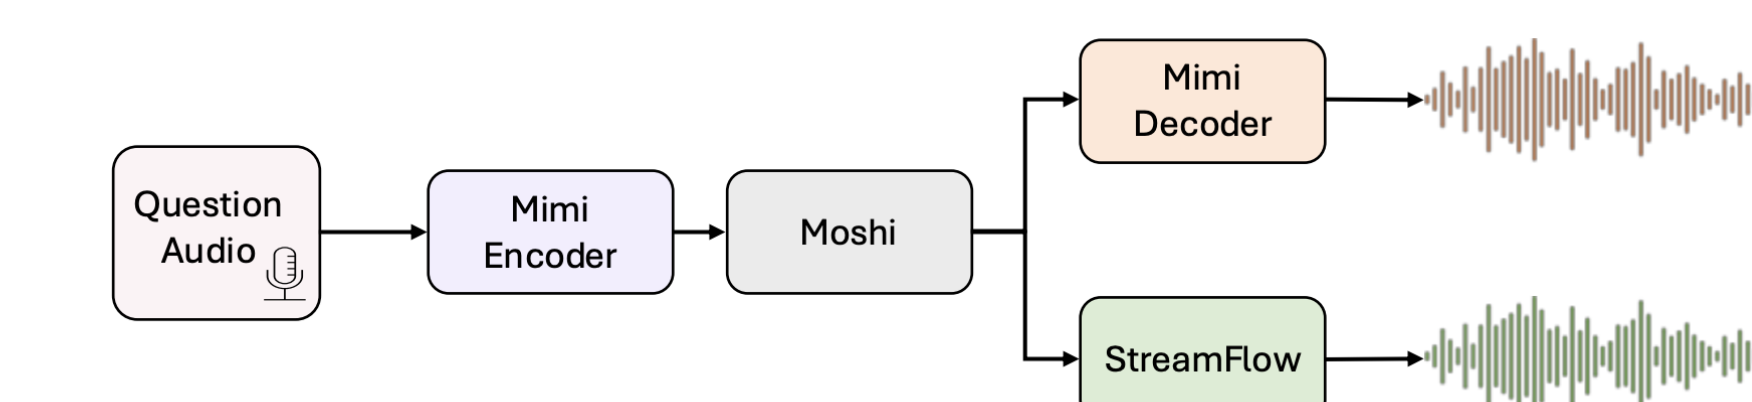 Question
Audio
Mimi
Encoder
Moshi
Mimi
Decoder
StreamFlow